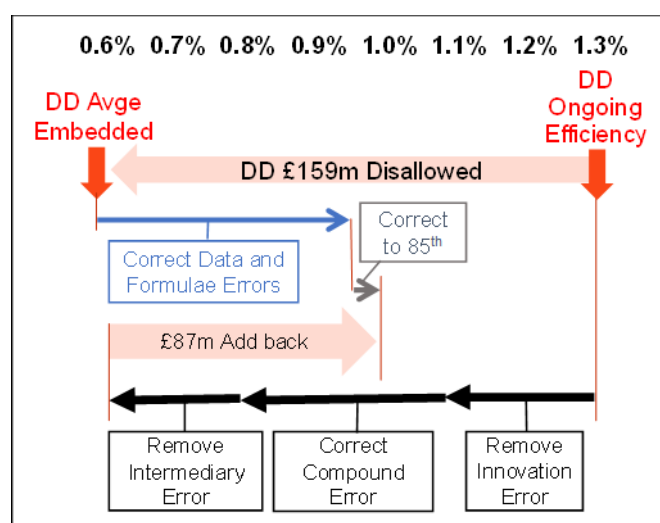 0.6% 0.7% 0.8% 0.9% 1.0% 1.1% 1.2% 1.3%
DD Avge
Embedded
DD
Ongoing
Efficiency
DD £159m Disallowed
Correct
to 85th
Correct Data and
Formulae Errors
£87m Add back
Remove
Intermediary
Error
Correct
Compound
Error
Remove
Innovation
Error